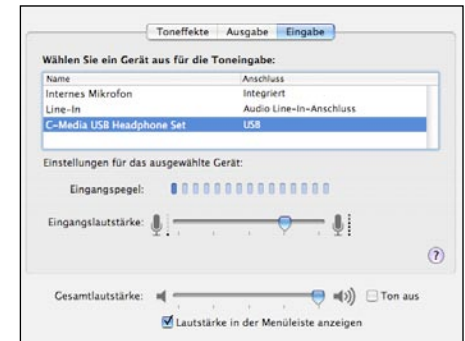 Toneffekte Ausgabe Eingabe
Wählen Sie ein Gerät aus für die Toneingabe:
Name Anschluss
Internes Mikrofon Integriert
Line-In Audio Line-In-Anschluss
C-Media USB Headphone Set USB
Einstellungen für das ausgewählte Gerät:
Eingangspegel:
Eingangslautstärke:
?
Gesamtlautstärke: Ton aus
Lautstärke in der Menüleiste anzeigen